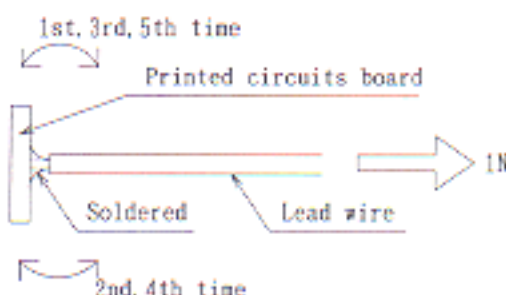 1st,3rd,5th time
Printed circuits board
1N
Soldered
Lead wire
2nd,4th time